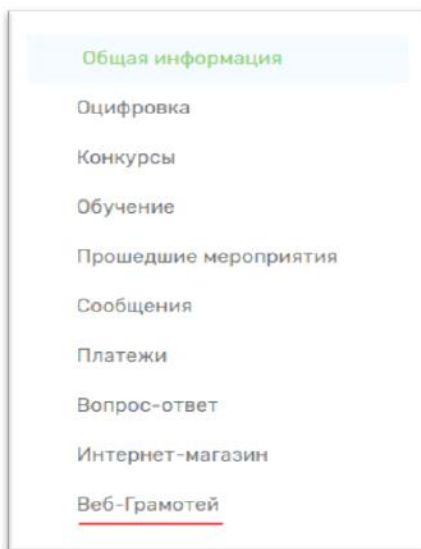 Общая информация
Оцифровка
Конкурсы
Обучение
Прошедшие мероприятия
Сообщения
Платежи
Вопрос-ответ
Интернет-магазин
Веб-Грамотей